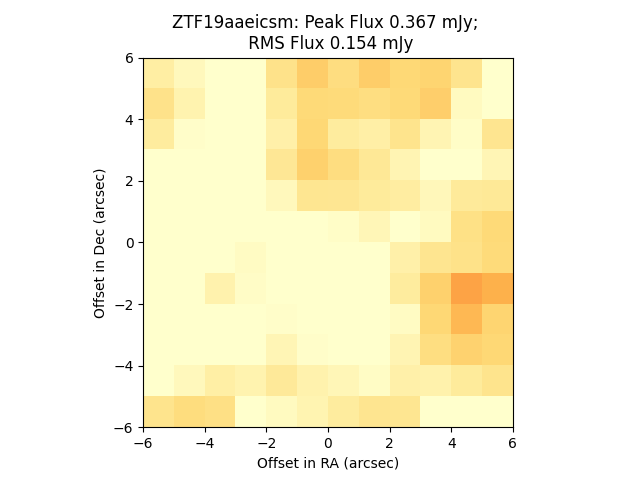 ZTF19aaeicsm: Peak Flux 0.367 mJy;
RMS Flux 0.154 mJy
6
4
2
0
−2
−4
−6
Offset in Dec (arcsec)
−6 −4 −2 0 2 4 6
Offset in RA (arcsec)